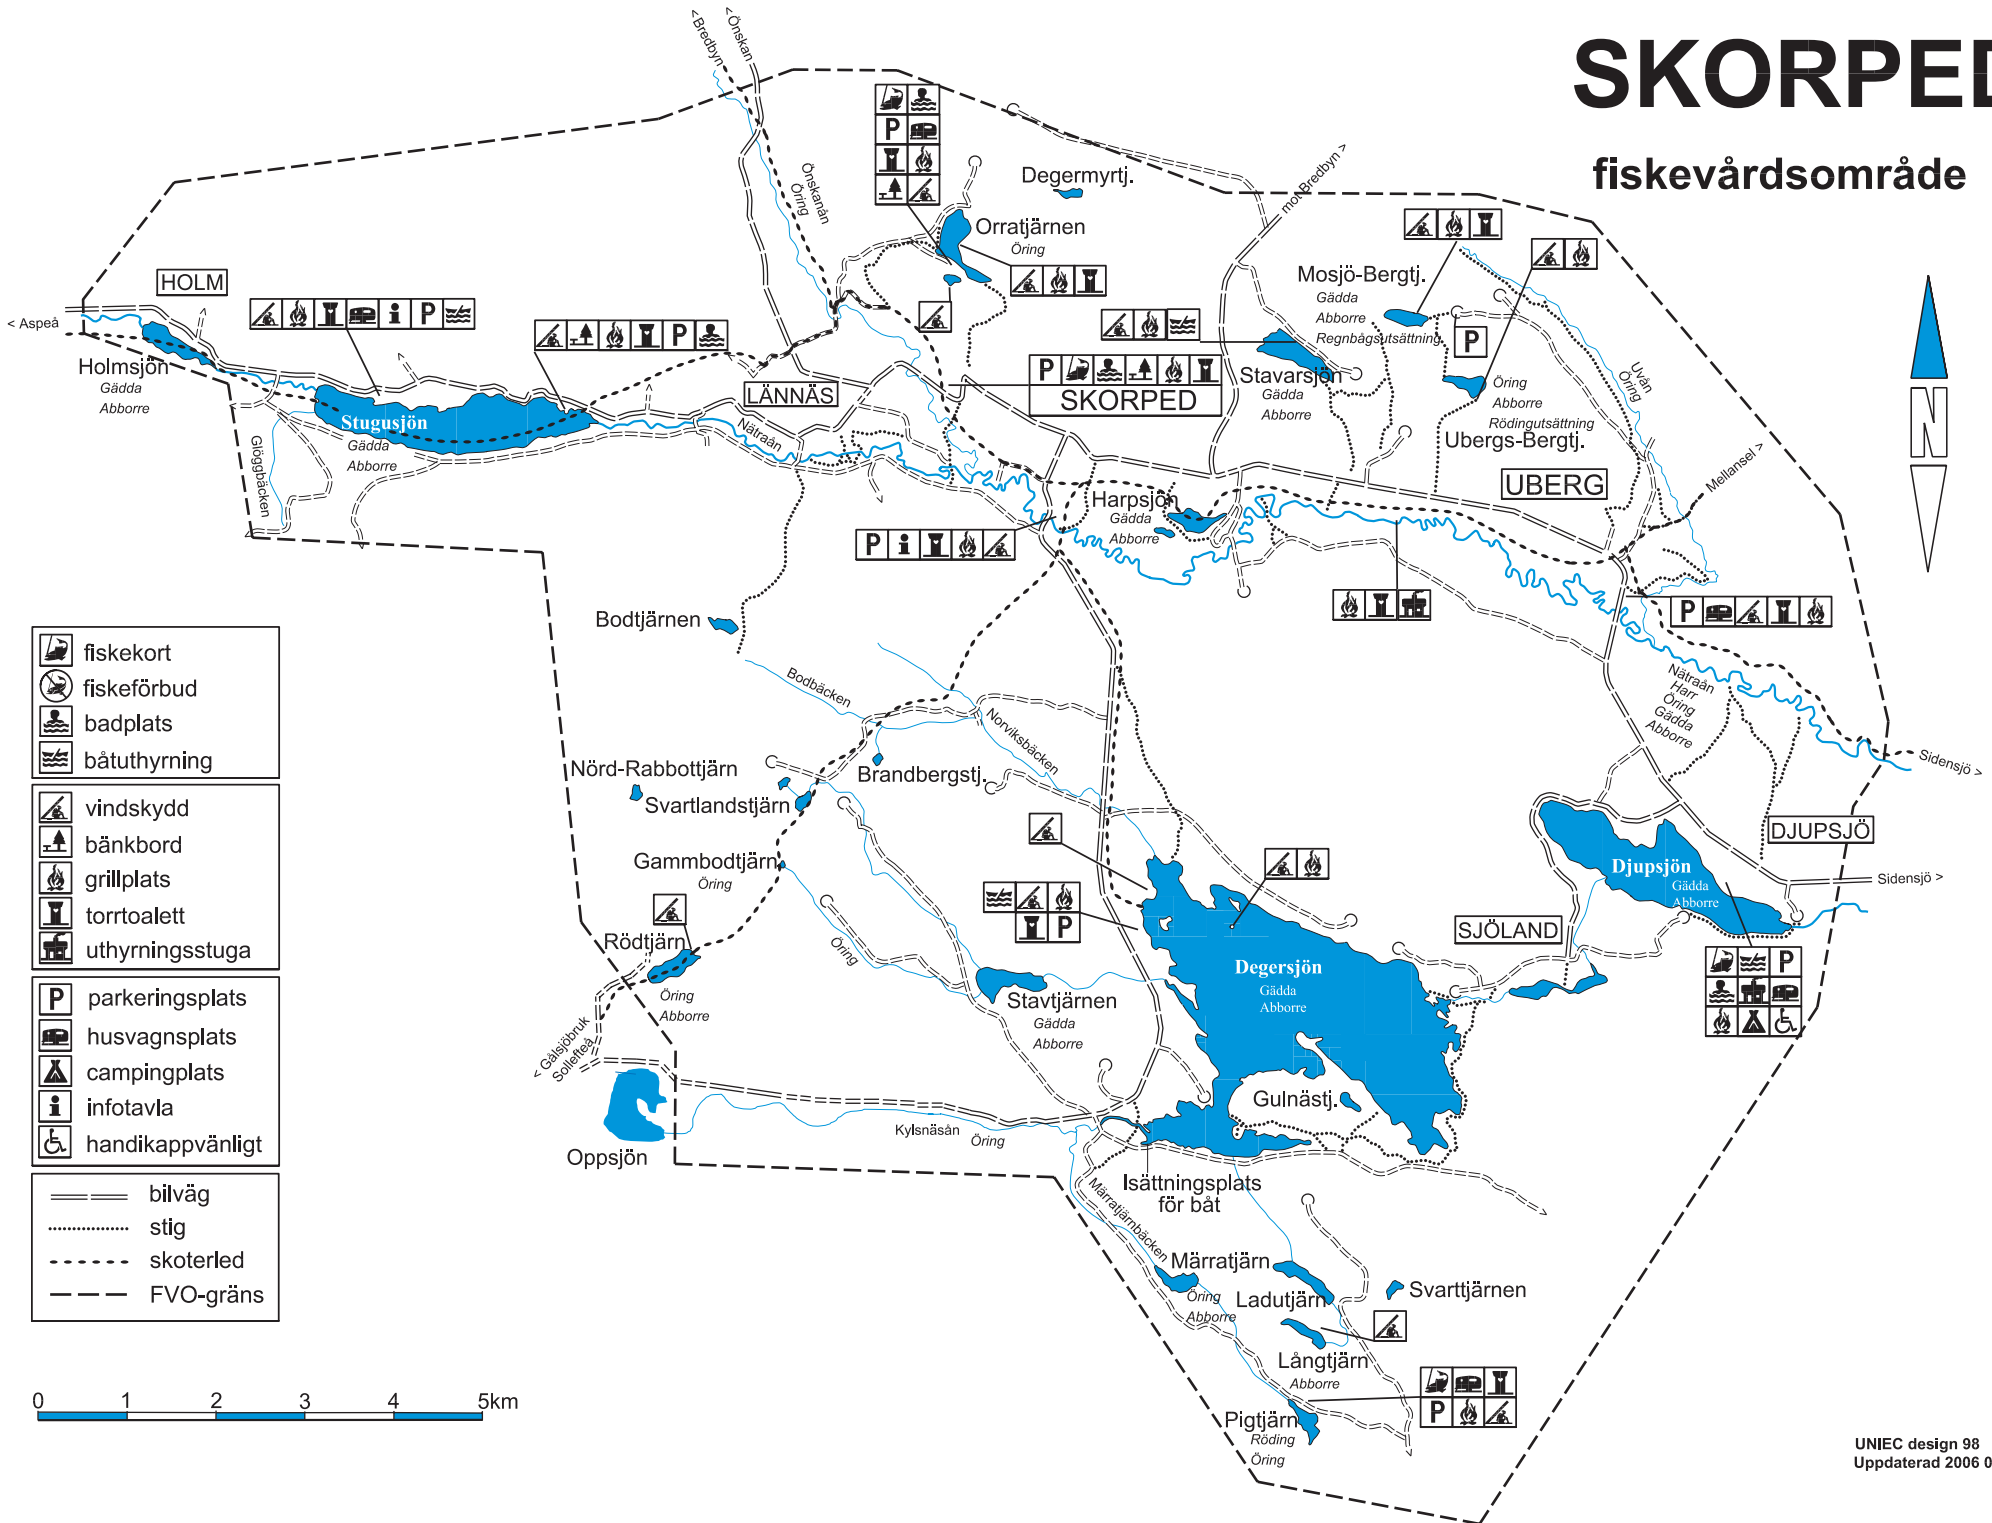 SKORPED
fiskevårdsområde
< Bredbyn
< Önskan
Önskanån
Öring
Degermyrtj.
Orratjärnen
Öring
mot Bredbyn >
Mosjö-Bergtj.
Gädda
Abborre
Regnbågsutsättning
HOLM
< Aspeå
Holmsjön
Gädda
Abborre
Stugusjön
Gädda
Abborre
Glöggbäcken
LÄNNÄS
Nätraån
P
SKORPED
Stavarsjön
Gädda
Abborre
P
Öring
Abborre
Rödingutsättning
Ubergs-Bergtj.
Uvån
Öring
UBERG
Mellansel >
N
Harpsjön
Gädda
Abborre
P i
P
Bodtjärnen
Bodbäcken
Norviksbäcken
Nätraån
Harr
Öring
Gädda
Abborre
Sidensjö >
Nörd-Rabbottjärn
Svartlandstjärn
Brandbergstj.
Gammbodtjärn
Öring
Rödtjärn
Öring
Abborre
Öring
< Gålsjöbruk
Sollefteå
Stavtjärnen
Gädda
Abborre
P
Degersjön
Gädda
Abborre
SJÖLAND
Djupsjön
Gädda
Abborre
DJUPSJÖ
Sidensjö >
P
Oppsjön
Kylsnäsån
Öring
Gulnästj.
Isättningsplats
för båt
Märratjärnbäcken
Märratjärn
Öring
Abborre
Ladutjärn
Svarttjärnen
Långtjärn
Abborre
Pigtjärn
Röding
Öring
P
fiskekort
fiskeförbud
badplats
båtuthyrning
vindskydd
bänkbord
grillplats
torrtoalett
uthyrningsstuga
P parkeringsplats
husvagnsplats
campingplats
i infotavla
handikappvänligt
bilväg
stig
skoterled
FVO-gräns
0 1 2 3 4 5km
UNIEC design 98
Uppdaterad 2006 0